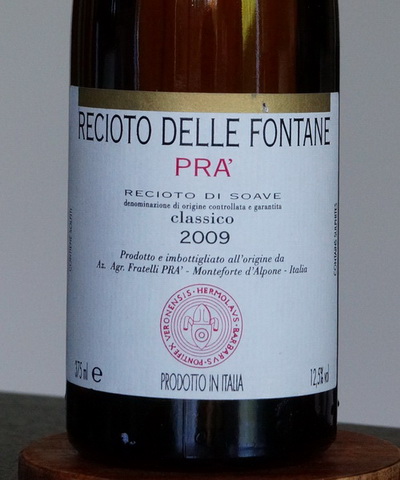 RECIOTO DELLE FONTANE
PRA'
RECIOTO DI SOAVE
denominazione di origine controllata e garantita
classico
2009
Prodotto e imbottigliato all'origine da
Az. Agr. Fratelli PRA' - Monteforte d'Alpone - Italia
HERMOLAVS · BARBARVS · PONTIFEX · VERONENSIS ·
375 ml e
PRODOTTO IN ITALIA
12,5% vol